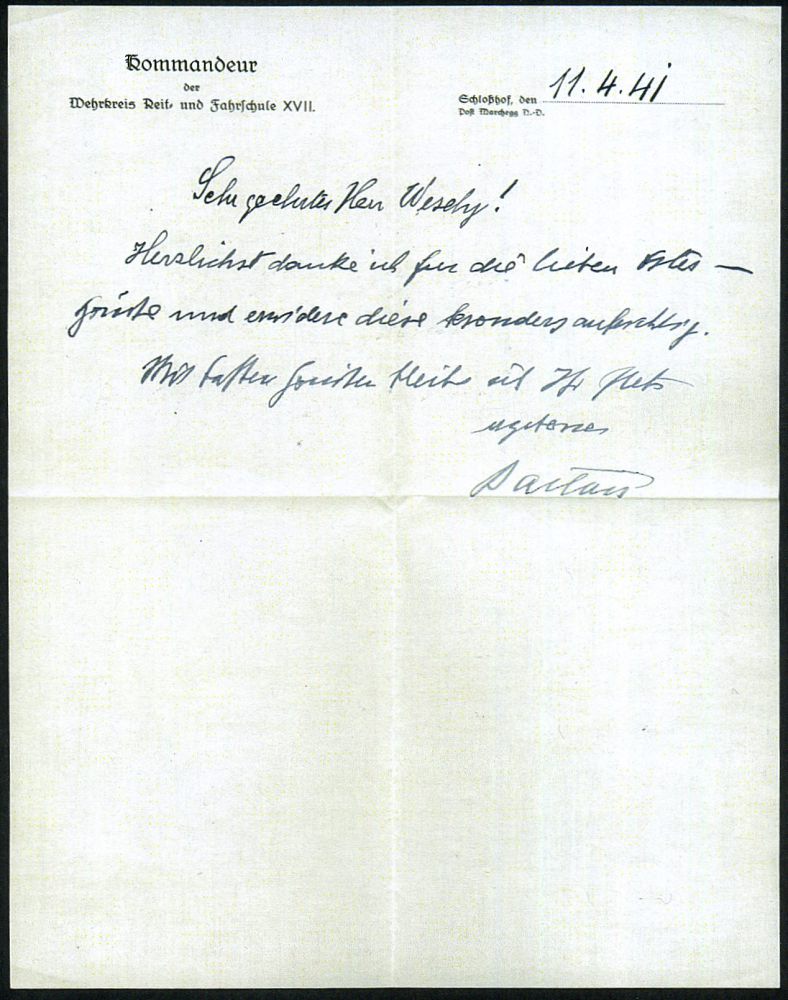 Kommandeur
der
Wehrkreis Reit- und Fahrschule XVII.
Schloßhof, den 11.4.41
Post Marchegg N.-D.
Sehr geehrter Herr Wesely!
Herzlichst danke ich für die lieben Oster-
grüße und erwidere diese besonders aufrichtig.
Mit besten Grüßen bleibe ich Ihr stets
ergebener